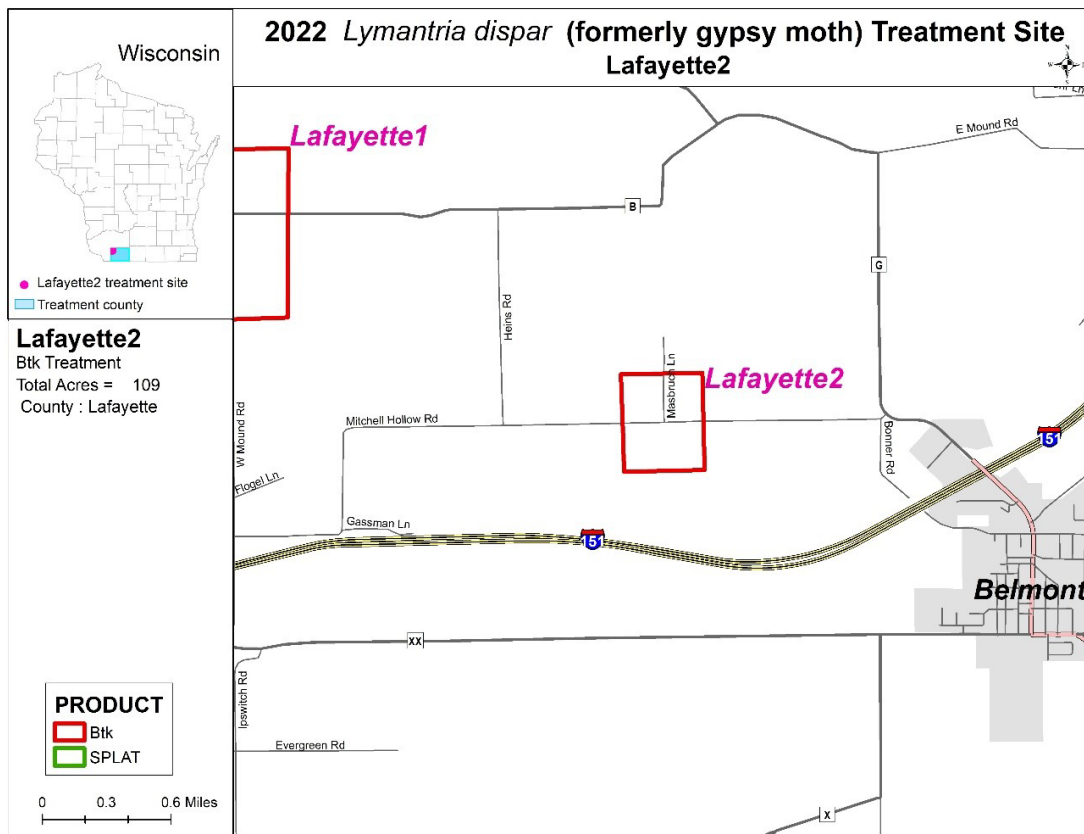 2022 Lymantria dispar (formerly gypsy moth) Treatment Site
Lafayette2
N
W
E
S
Wisconsin
Lafayette2 treatment site
Treatment county
Lafayette2
Btk Treatment
Total Acres = 109
County : Lafayette
PRODUCT
Btk
SPLAT
0 0.3 0.6 Miles
Lafayette1
E Mound Rd
B
G
Heins Rd
Masbruch Ln
Lafayette2
Mitchell Hollow Rd
W Mound Rd
Bonner Rd
151
Flogel Ln
Gassman Ln
151
Belmont
XX
Ipswitch Rd
Evergreen Rd
X